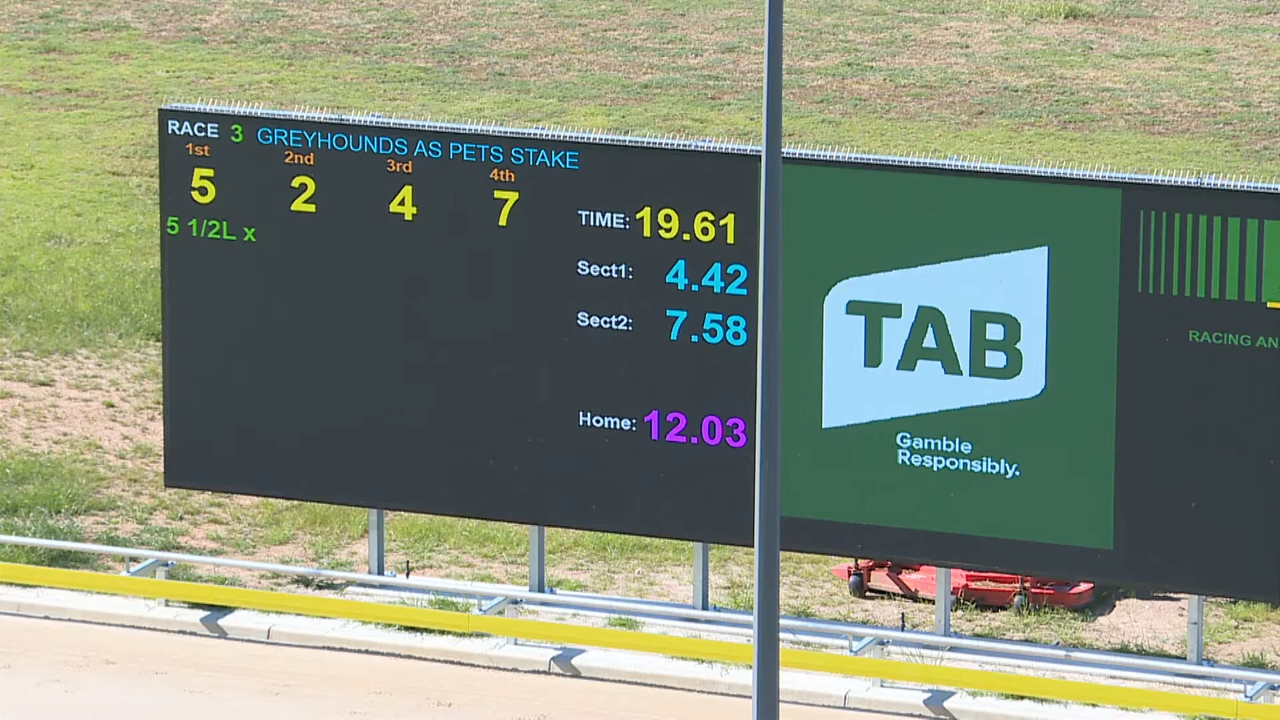 RACE 3 GREYHOUNDS AS PETS STAKE
1st 2nd 3rd 4th
5 2 4 7
5 1/2L x
TIME: 19.61
Sect1: 4.42
Sect2: 7.58
Home: 12.03
TAB
Gamble
Responsibly.
RACING AN